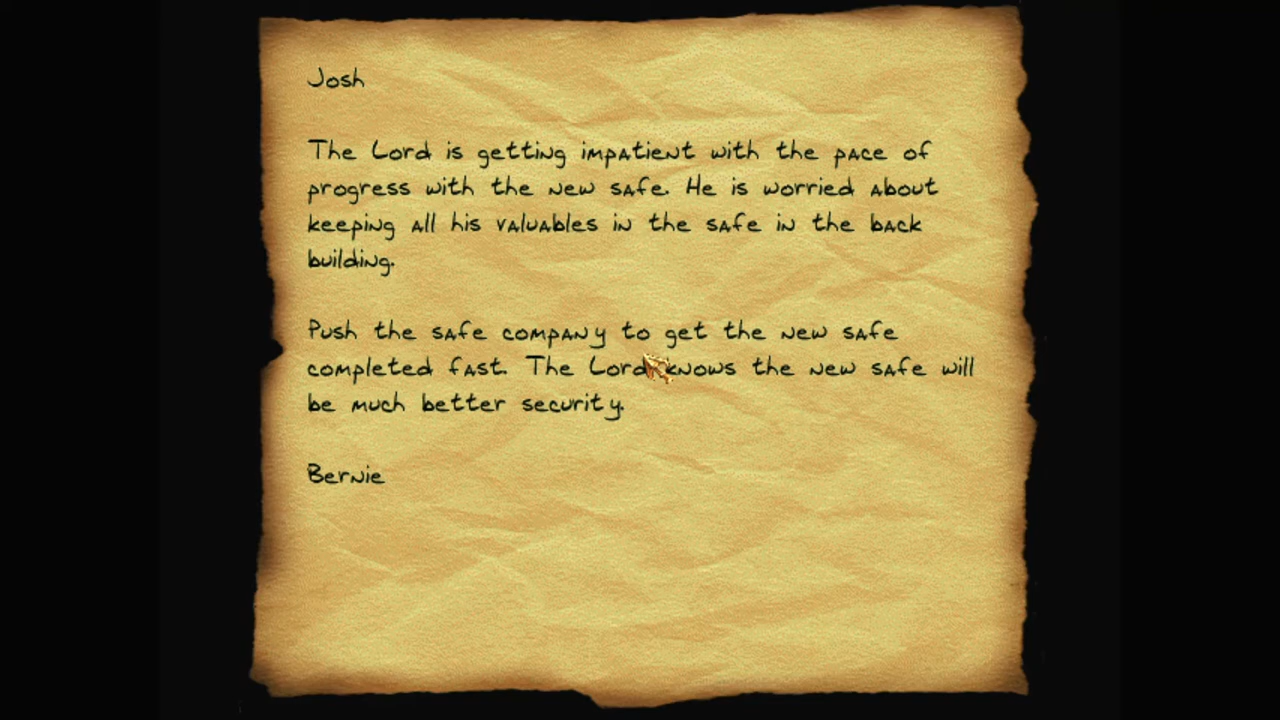 Josh
The Lord is getting impatient with the pace of
progress with the new safe. He is worried about
keeping all his valuables in the safe in the back
building.
Push the safe company to get the new safe
completed fast. The Lord knows the new safe will
be much better security.
Bernie